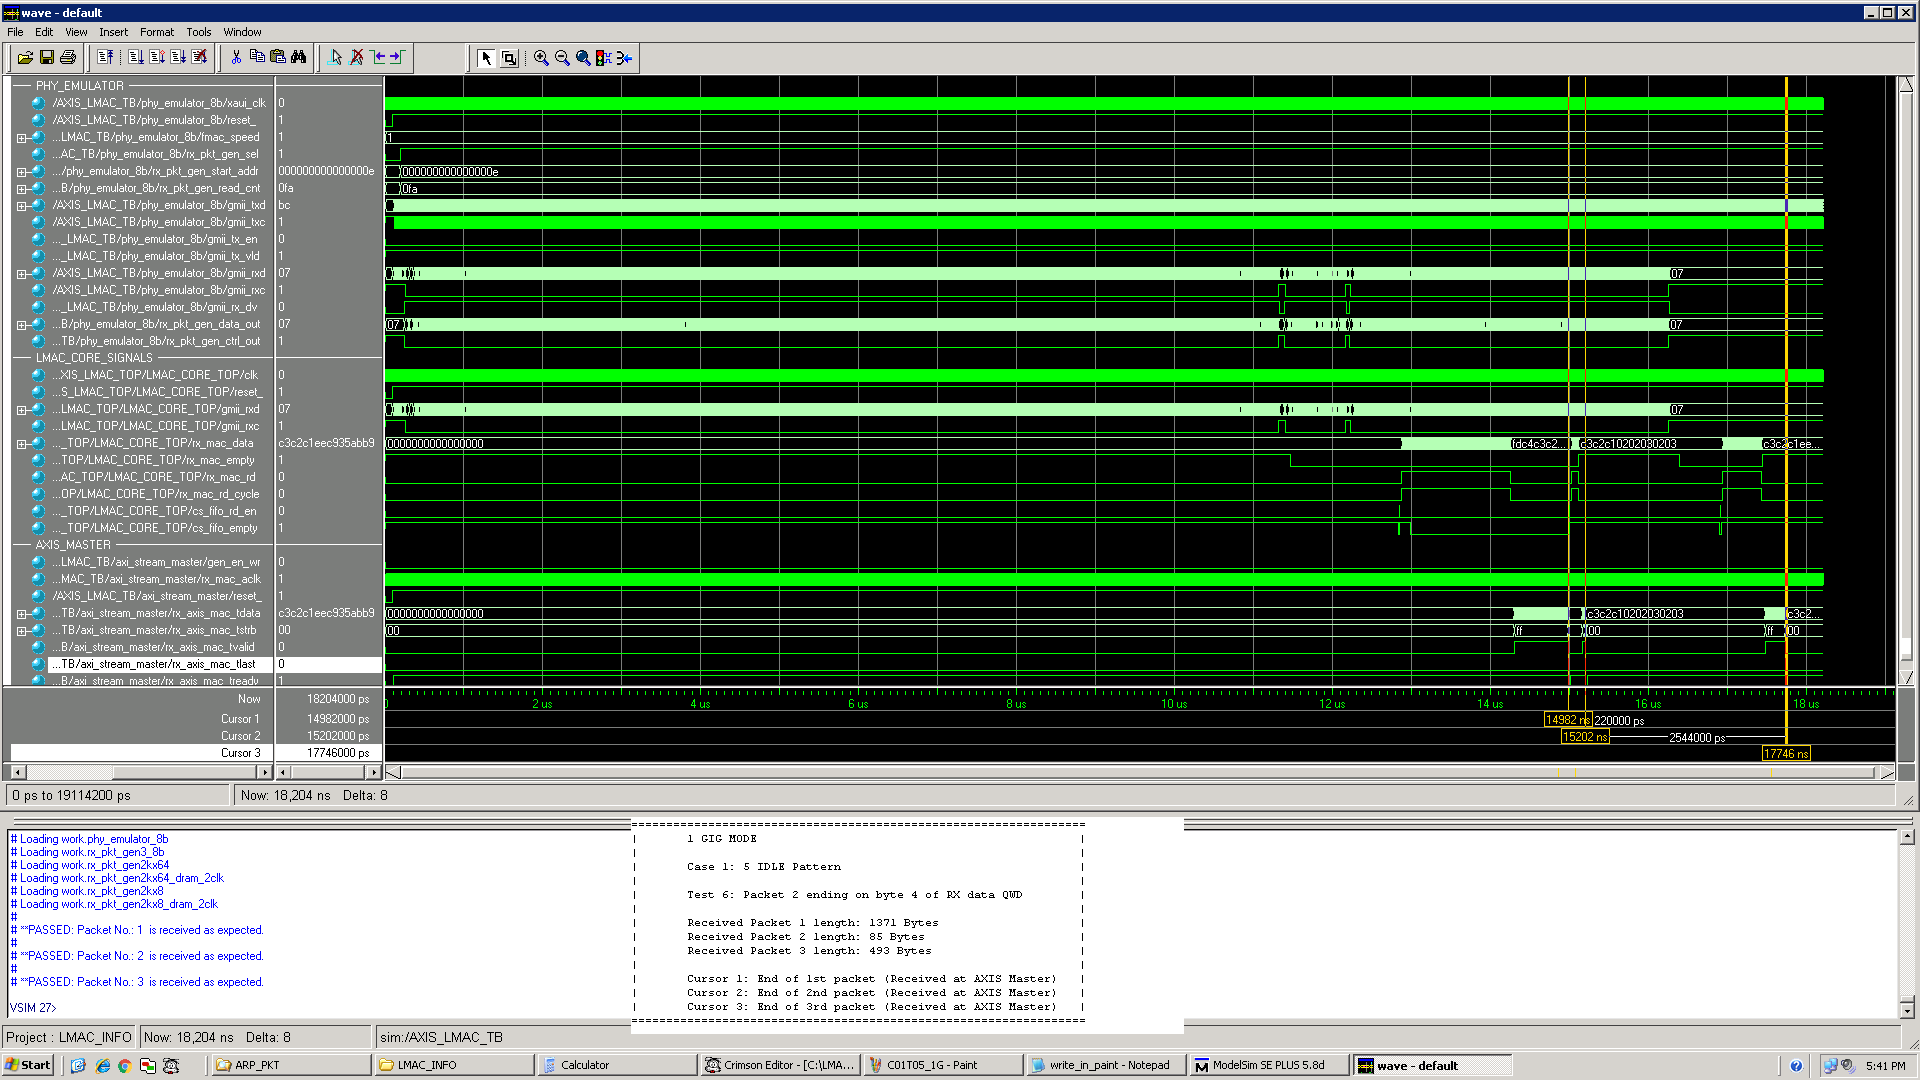 wave - default
File Edit View Insert Format Tools Window
PHY_EMULATOR
/AXIS_LMAC_TB/phy_emulator_8b/xaui_clk 0
/AXIS_LMAC_TB/phy_emulator_8b/reset_ 1
...LMAC_TB/phy_emulator_8b/fmac_speed 1 1
...AC_TB/phy_emulator_8b/rx_pkt_gen_sel 1
.../phy_emulator_8b/rx_pkt_gen_start_addr 000000000000000e 000000000000000e
...B/phy_emulator_8b/rx_pkt_gen_read_cnt 0fa 0fa
/AXIS_LMAC_TB/phy_emulator_8b/gmii_txd bc
/AXIS_LMAC_TB/phy_emulator_8b/gmii_txc 1
..._LMAC_TB/phy_emulator_8b/gmii_tx_en 0
..._LMAC_TB/phy_emulator_8b/gmii_tx_vld 1
/AXIS_LMAC_TB/phy_emulator_8b/gmii_rxd 07 07
/AXIS_LMAC_TB/phy_emulator_8b/gmii_rxc 1
..._LMAC_TB/phy_emulator_8b/gmii_rx_dv 0
...B/phy_emulator_8b/rx_pkt_gen_data_out 07 07 07
...TB/phy_emulator_8b/rx_pkt_gen_ctrl_out 1
LMAC_CORE_SIGNALS
...XIS_LMAC_TOP/LMAC_CORE_TOP/clk 0
...S_LMAC_TOP/LMAC_CORE_TOP/reset_ 1
...LMAC_TOP/LMAC_CORE_TOP/gmii_rxd 07 07
...LMAC_TOP/LMAC_CORE_TOP/gmii_rxc 1
..._TOP/LMAC_CORE_TOP/rx_mac_data c3c2c1eec935abb9 0000000000000000 fdc4c3c2... c3c2c10202030203 c3c2c1ee...
...TOP/LMAC_CORE_TOP/rx_mac_empty 1
...AC_TOP/LMAC_CORE_TOP/rx_mac_rd 0
...OP/LMAC_CORE_TOP/rx_mac_rd_cycle 0
..._TOP/LMAC_CORE_TOP/cs_fifo_rd_en 0
..._TOP/LMAC_CORE_TOP/cs_fifo_empty 1
AXIS_MASTER
...LMAC_TB/axi_stream_master/gen_en_wr 0
...MAC_TB/axi_stream_master/rx_mac_aclk 1
/AXIS_LMAC_TB/axi_stream_master/reset_ 1
...TB/axi_stream_master/rx_axis_mac_tdata c3c2c1eec935abb9 0000000000000000 c3c2c10202030203 c3c2...
...TB/axi_stream_master/rx_axis_mac_tstrb 00 00 ff 00 ff 00
...B/axi_stream_master/rx_axis_mac_tvalid 0
...TB/axi_stream_master/rx_axis_mac_tlast 0
...B/axi_stream_master/rx_axis_mac_tready 1
Now 18204000 ps 2 us 4 us 6 us 8 us 10 us 12 us 14 us 16 us 18 us
Cursor 1 14982000 ps 14982 ns 220000 ps
Cursor 2 15202000 ps 15202 ns 2544000 ps
Cursor 3 17746000 ps 17746 ns
0 ps to 19114200 ps Now: 18,204 ns Delta: 8
# Loading work.phy_emulator_8b
# Loading work.rx_pkt_gen3_8b
# Loading work.rx_pkt_gen2kx64
# Loading work.rx_pkt_gen2kx64_dram_2clk
# Loading work.rx_pkt_gen2kx8
# Loading work.rx_pkt_gen2kx8_dram_2clk
#
# **PASSED: Packet No.: 1 is received as expected.
#
# **PASSED: Packet No.: 2 is received as expected.
#
# **PASSED: Packet No.: 3 is received as expected.
VSIM 27>
1 GIG MODE
Case 1: 5 IDLE Pattern
Test 6: Packet 2 ending on byte 4 of RX data QWD
Received Packet 1 length: 1371 Bytes
Received Packet 2 length: 85 Bytes
Received Packet 3 length: 493 Bytes
Cursor 1: End of 1st packet (Received at AXIS Master)
Cursor 2: End of 2nd packet (Received at AXIS Master)
Cursor 3: End of 3rd packet (Received at AXIS Master)
Project : LMAC_INFO Now: 18,204 ns Delta: 8 sim:/AXIS_LMAC_TB
Start ARP_PKT LMAC_INFO Calculator Crimson Editor - [C:\LMA... C01T05_1G - Paint write_in_paint - Notepad ModelSim SE PLUS 5.8d wave - default 5:41 PM